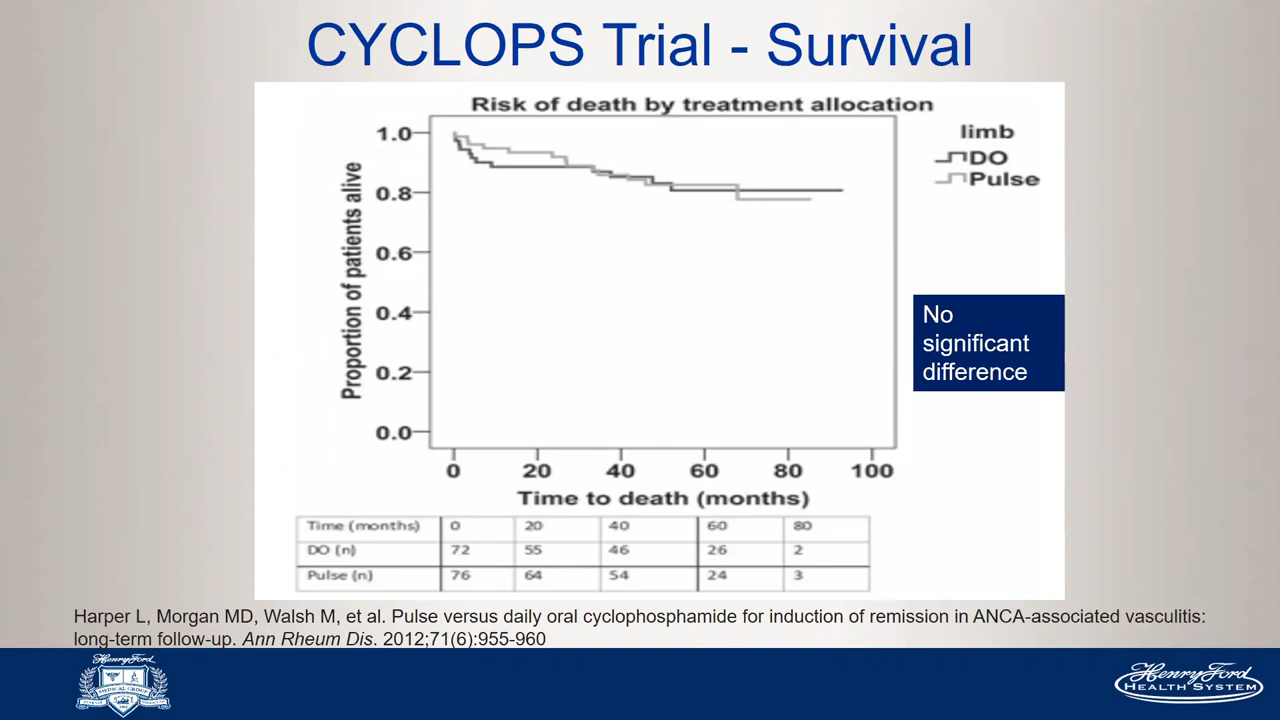 CYCLOPS Trial - Survival
Risk of death by treatment allocation
limb
DO
Pulse
Proportion of patients alive
1.0
0.8
0.6
0.4
0.2
0.0
0 20 40 60 80 100
Time to death (months)
No
significant
difference
Time (months) 0 20 40 60 80
DO (n) 72 55 46 26 2
Pulse (n) 76 64 54 24 3
Harper L, Morgan MD, Walsh M, et al. Pulse versus daily oral cyclophosphamide for induction of remission in ANCA-associated vasculitis:
long-term follow-up. Ann Rheum Dis. 2012;71(6):955-960
Henry Ford
MEDICAL GROUP
Henry Ford
HEALTH SYSTEM